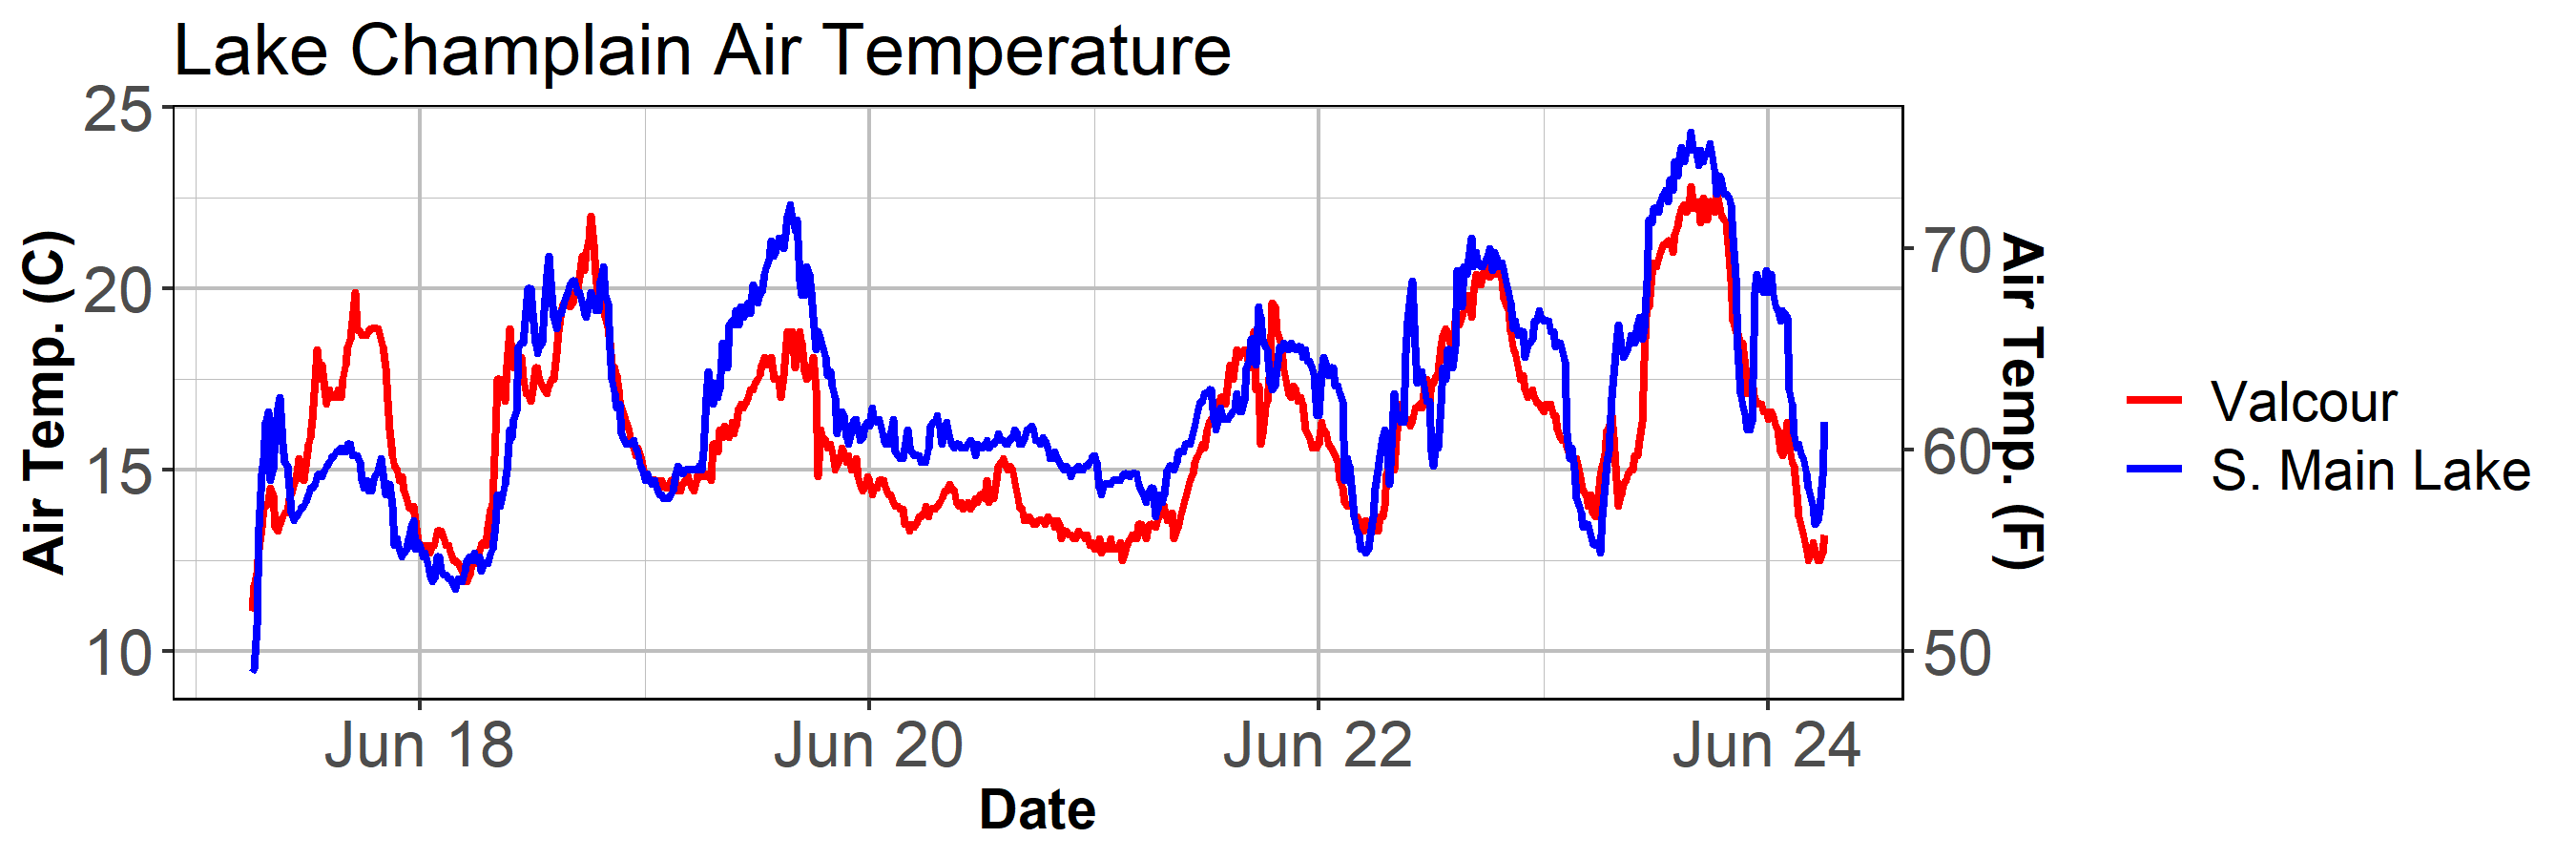 Lake Champlain Air Temperature
25
20
15
10
Air Temp. (C)
70
60
50
Air Temp. (F)
Jun 18 Jun 20 Jun 22 Jun 24
Date
Valcour
S. Main Lake